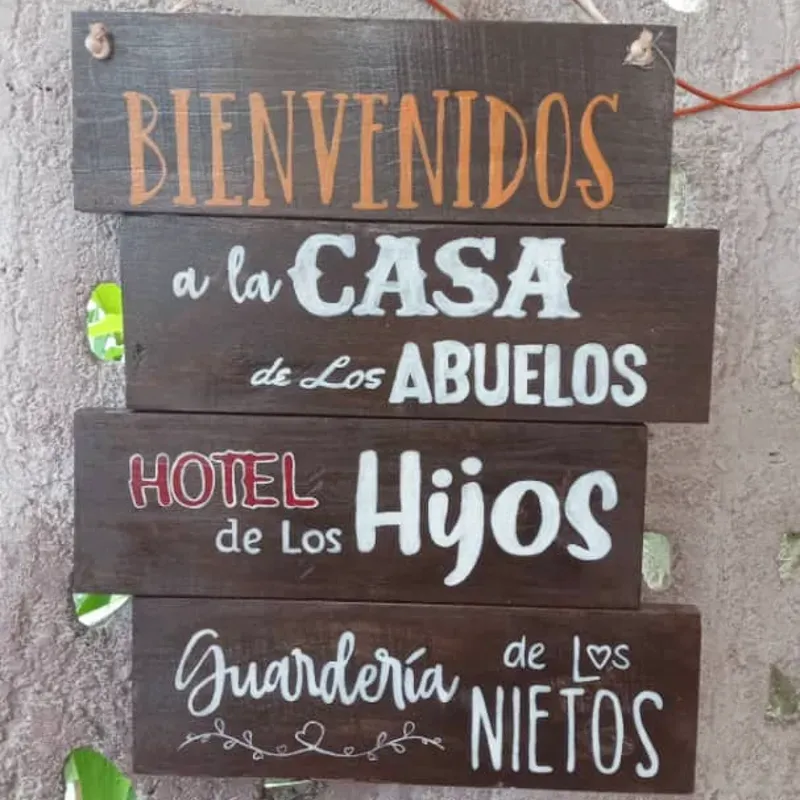 BIENVENIDOS
a la CASA
de Los ABUELOS
HOTEL
de Los Hijos
Guardería de Los
NIETOS